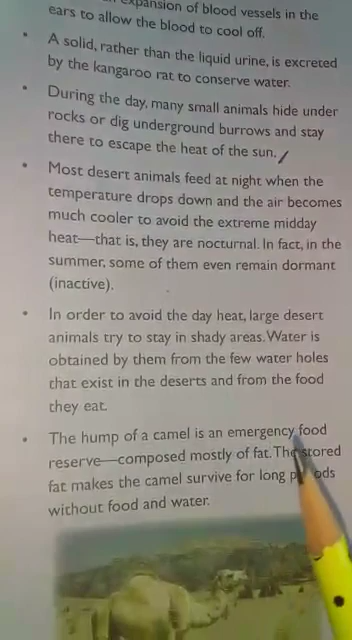 expansion of blood vessels in the
ears to allow the blood to cool off.
• A solid, rather than the liquid urine, is excreted
by the kangaroo rat to conserve water.
• During the day, many small animals hide under
rocks or dig underground burrows and stay
there to escape the heat of the sun.
• Most desert animals feed at night when the
temperature drops down and the air becomes
much cooler to avoid the extreme midday
heat—that is, they are nocturnal. In fact, in the
summer, some of them even remain dormant
(inactive).
• In order to avoid the day heat, large desert
animals try to stay in shady areas. Water is
obtained by them from the few water holes
that exist in the deserts and from the food
they eat.
• The hump of a camel is an emergency food
reserve—composed mostly of fat. The stored
fat makes the camel survive for long
without food and water.